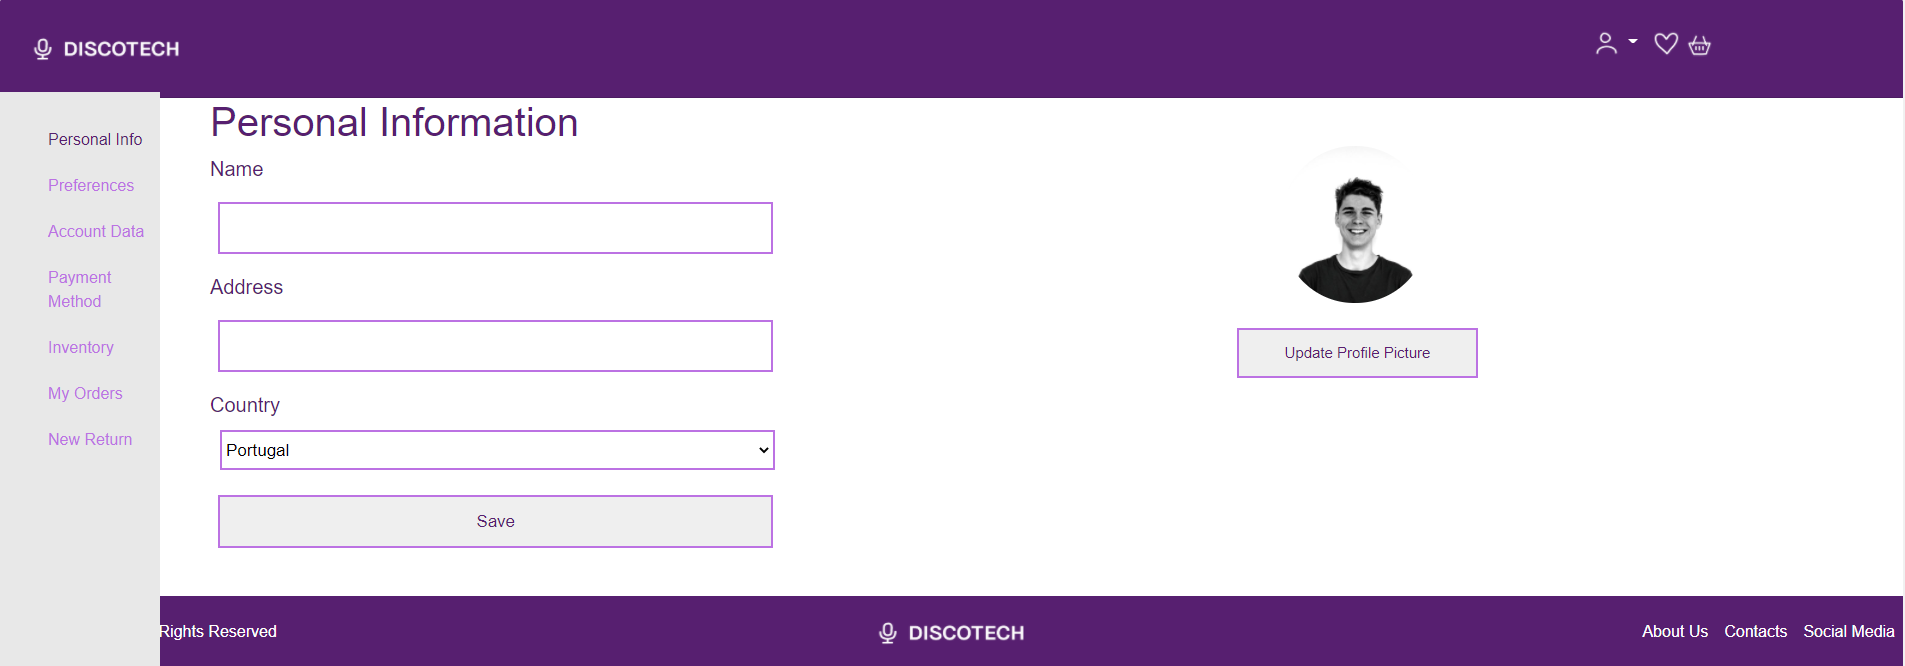 DISCOTECH
Personal Info
Preferences
Account Data
Payment
Method
Inventory
My Orders
New Return
Personal Information
Name
Address
Country
Portugal
Save
Update Profile Picture
Rights Reserved
DISCOTECH
About Us Contacts Social Media